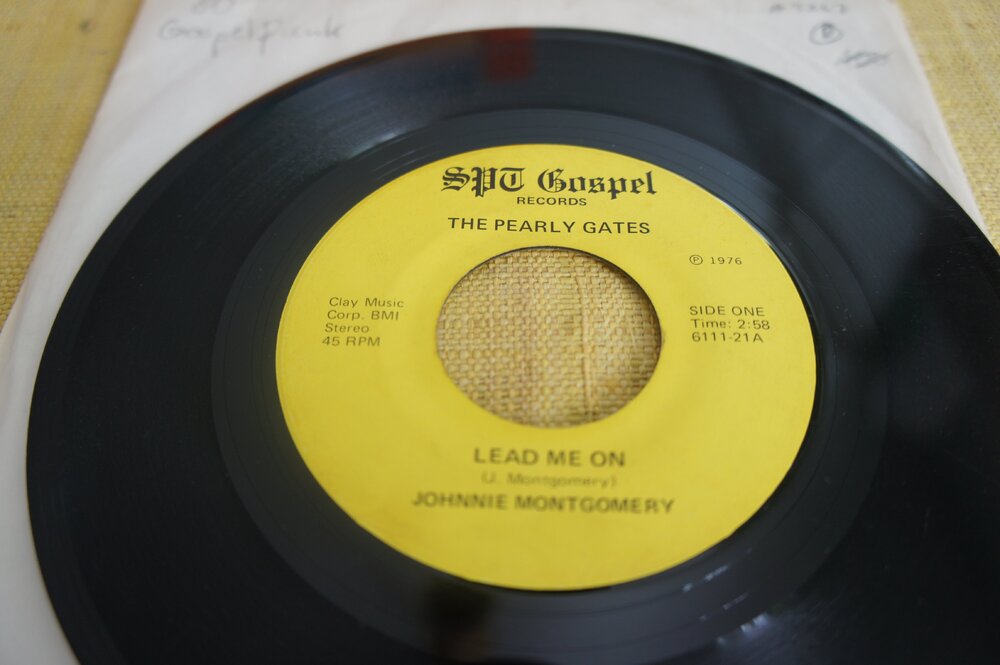 SPT Gospel
RECORDS
THE PEARLY GATES
℗ 1976
Clay Music
Corp. BMI
Stereo
45 RPM
SIDE ONE
Time: 2:58
6111-21A
LEAD ME ON
(J. Montgomery)
JOHNNIE MONTGOMERY